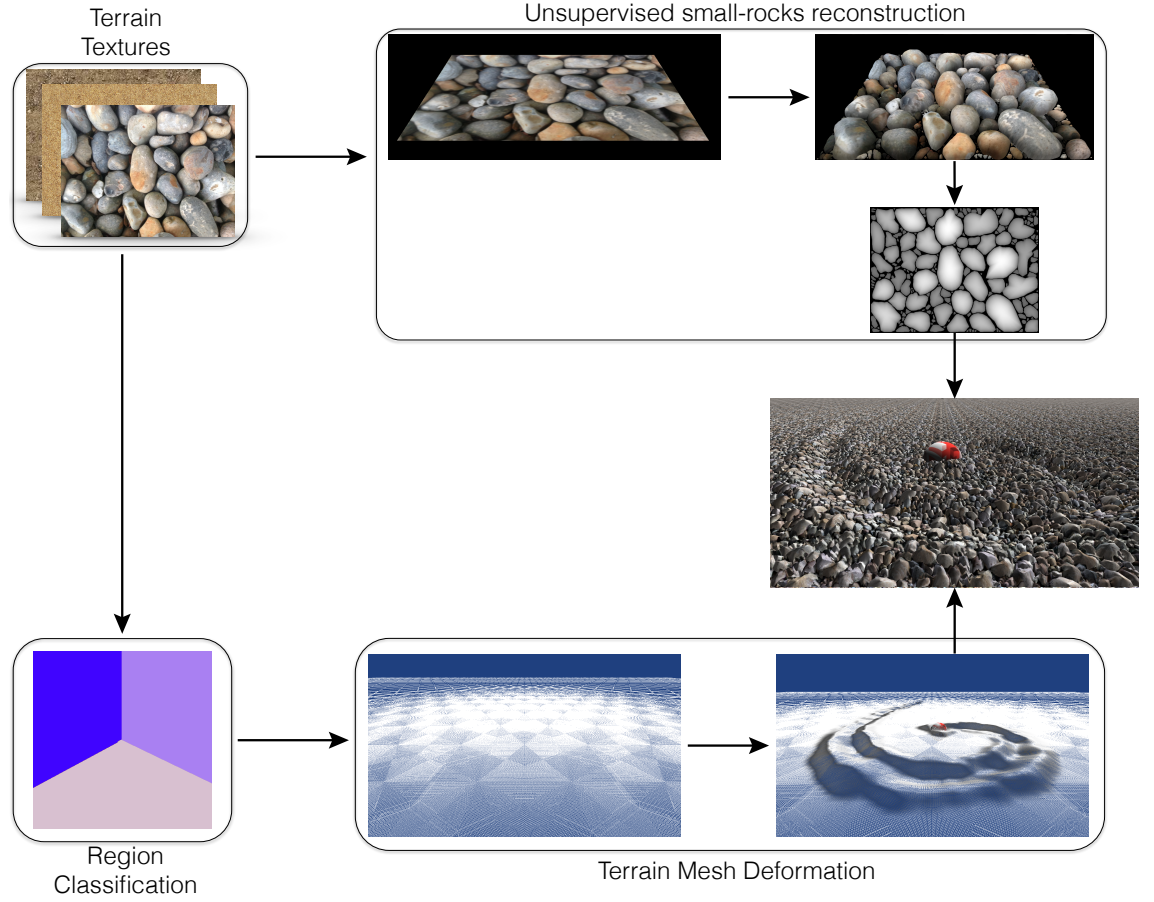 Terrain
Textures
Unsupervised small-rocks reconstruction
Region
Classification
Terrain Mesh Deformation